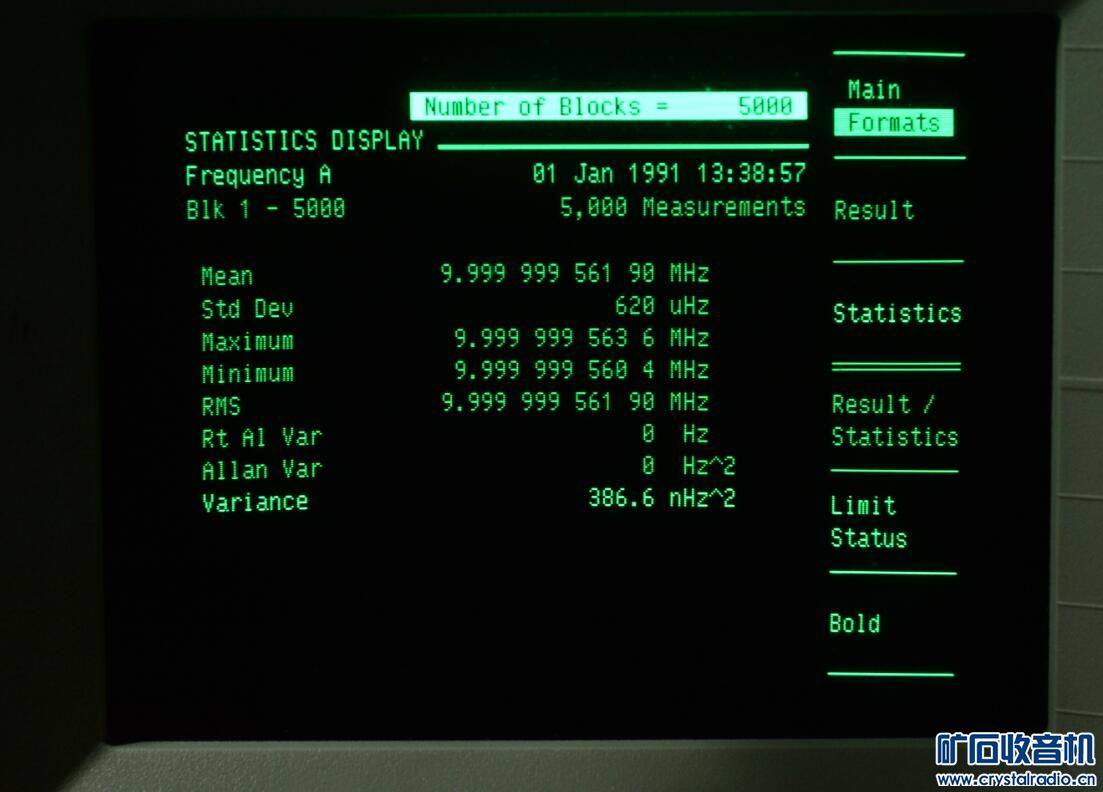 Number of Blocks = 5000
STATISTICS DISPLAY
Frequency A 01 Jan 1991 13:38:57
Blk 1 - 5000 5,000 Measurements
Mean 9.999 999 561 90 MHz
Std Dev 620 uHz
Maximum 9.999 999 563 6 MHz
Minimum 9.999 999 560 4 MHz
RMS 9.999 999 561 90 MHz
Rt Al Var 0 Hz
Allan Var 0 Hz^2
Variance 386.6 nHz^2
Main
Formats
Result
Statistics
Result /
Statistics
Limit
Status
Bold
矿石收音机
www.crystalradio.cn